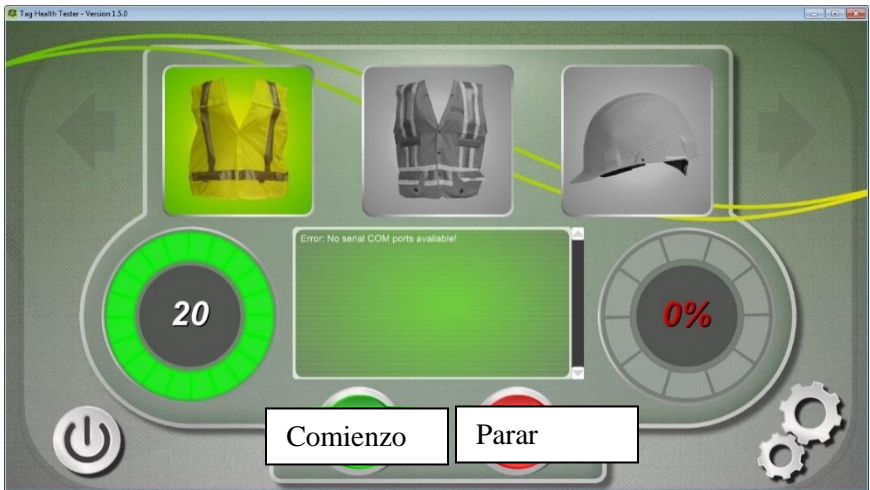 Tag Health Tester - Version 1.5.0
Error: No serial COM ports available!
20
0%
Comienzo
Parar